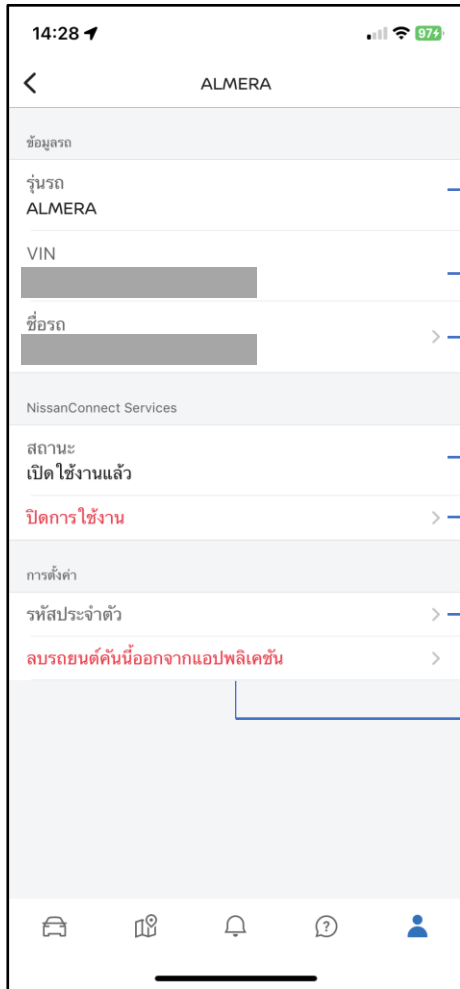 14:28
97
ALMERA
ข้อมูลรถ
รุ่นรถ
ALMERA
VIN
ชื่อรถ
NissanConnect Services
สถานะ
เปิดใช้งานแล้ว
ปิดการใช้งาน
การตั้งค่า
รหัสประจำตัว
ลบรถยนต์คันนี้ออกจากแอปพลิเคชัน